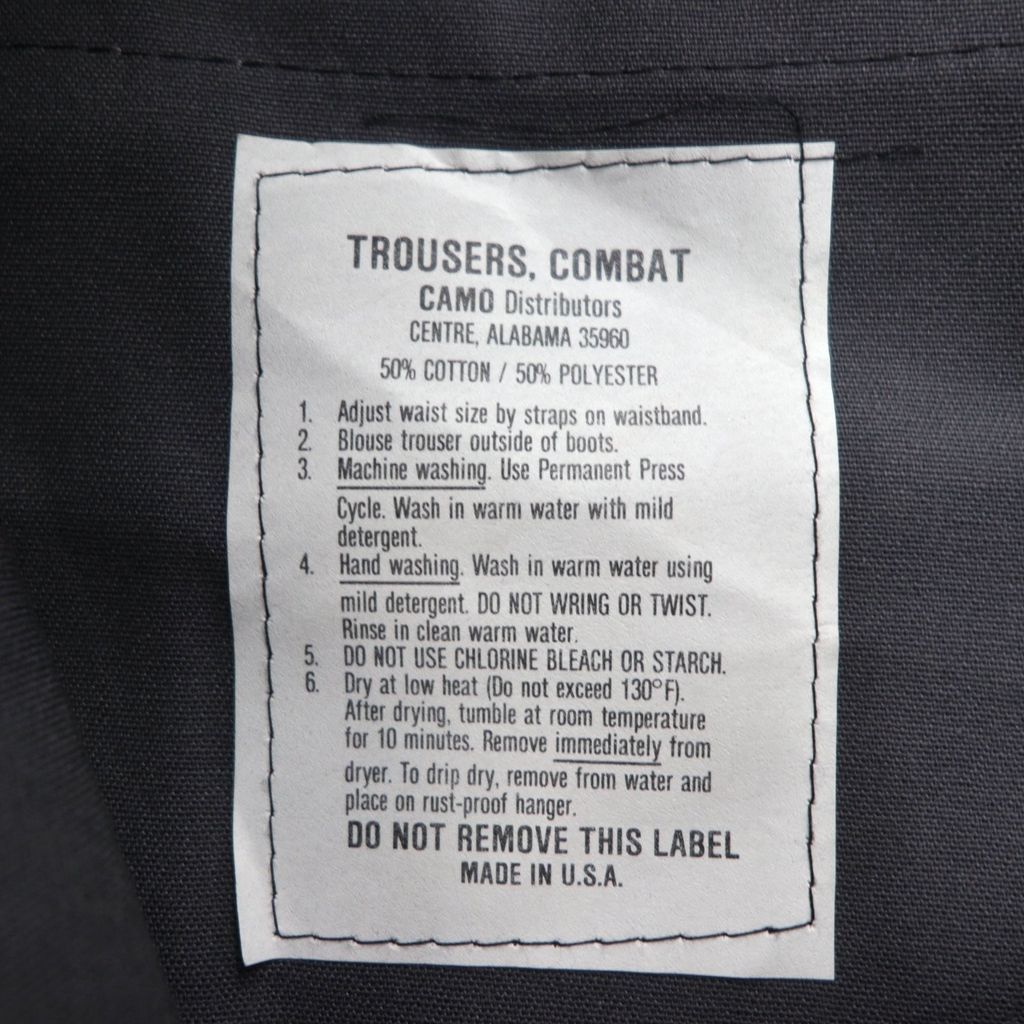 TROUSERS, COMBAT
CAMO Distributors
CENTRE, ALABAMA 35960
50% COTTON / 50% POLYESTER
1. Adjust waist size by straps on waistband.
2. Blouse trouser outside of boots.
3. Machine washing. Use Permanent Press
Cycle. Wash in warm water with mild
detergent.
4. Hand washing. Wash in warm water using
mild detergent. DO NOT WRING OR TWIST.
Rinse in clean warm water.
5. DO NOT USE CHLORINE BLEACH OR STARCH.
6. Dry at low heat (Do not exceed 130°F).
After drying, tumble at room temperature
for 10 minutes. Remove immediately from
dryer. To drip dry, remove from water and
place on rust-proof hanger.
DO NOT REMOVE THIS LABEL
MADE IN U.S.A.